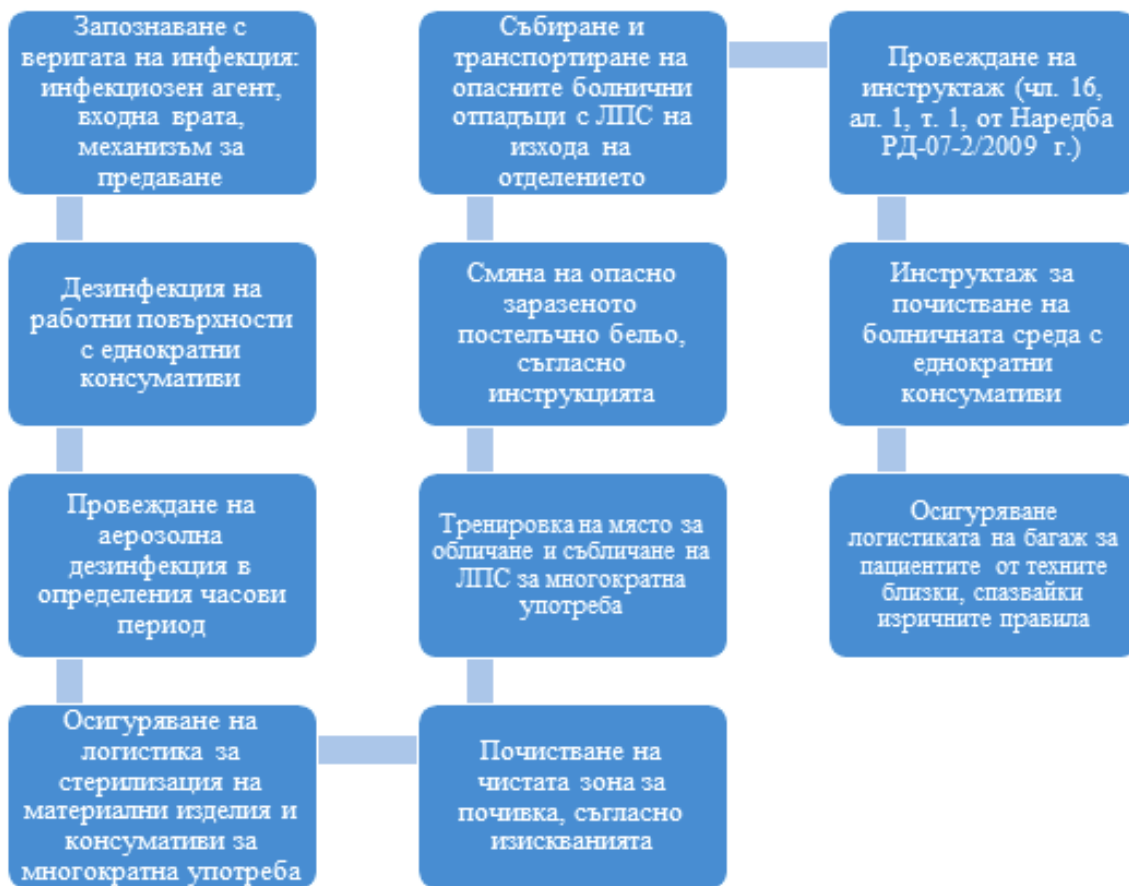 Запознаване с
веригата на инфекция:
инфекциозен агент,
входна врата,
механизъм за
предаване
Дезинфекция на
работни повърхности
с еднократни
консумативи
Провеждане на
аерозолна
дезинфекция в
определения часови
период
Осигуряване на
логистика за
стерилизация на
материални изделия и
консумативи за
многократна употреба
Почистване на
чистата зона за
почивка, съгласно
изискванията
Тренировка на място за
обличане и събличане на
ЛПС за многократна
употреба
Смяна на опасно
заразеното
постелъчно бельо,
съгласно
инструкцията
Събиране и
транспортиране на
опасните болнични
отпадъци с ЛПС на
изхода на
отделението
Провеждане на
инструктаж (чл. 16,
ал. 1, т. 1, от Наредба
РД-07-2/2009 г.)
Инструктаж за
почистване на
болничната среда с
еднократни
консумативи
Осигуряване
логистиката на багаж за
пациентите от техните
близки, спазвайки
изричните правила